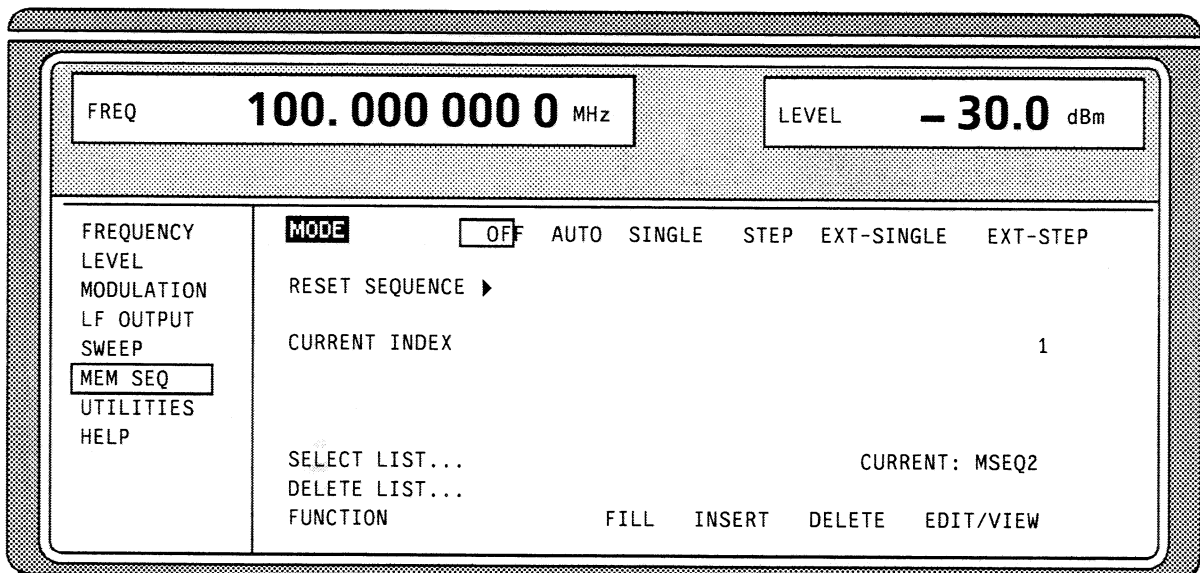 FREQ 100. 000 000 0 MHz LEVEL – 30.0 dBm
FREQUENCY
LEVEL
MODULATION
LF OUTPUT
SWEEP
MEM SEQ
UTILITIES
HELP
MODE OFF AUTO SINGLE STEP EXT-SINGLE EXT-STEP
RESET SEQUENCE ▶
CURRENT INDEX 1
SELECT LIST... CURRENT: MSEQ2
DELETE LIST...
FUNCTION FILL INSERT DELETE EDIT/VIEW